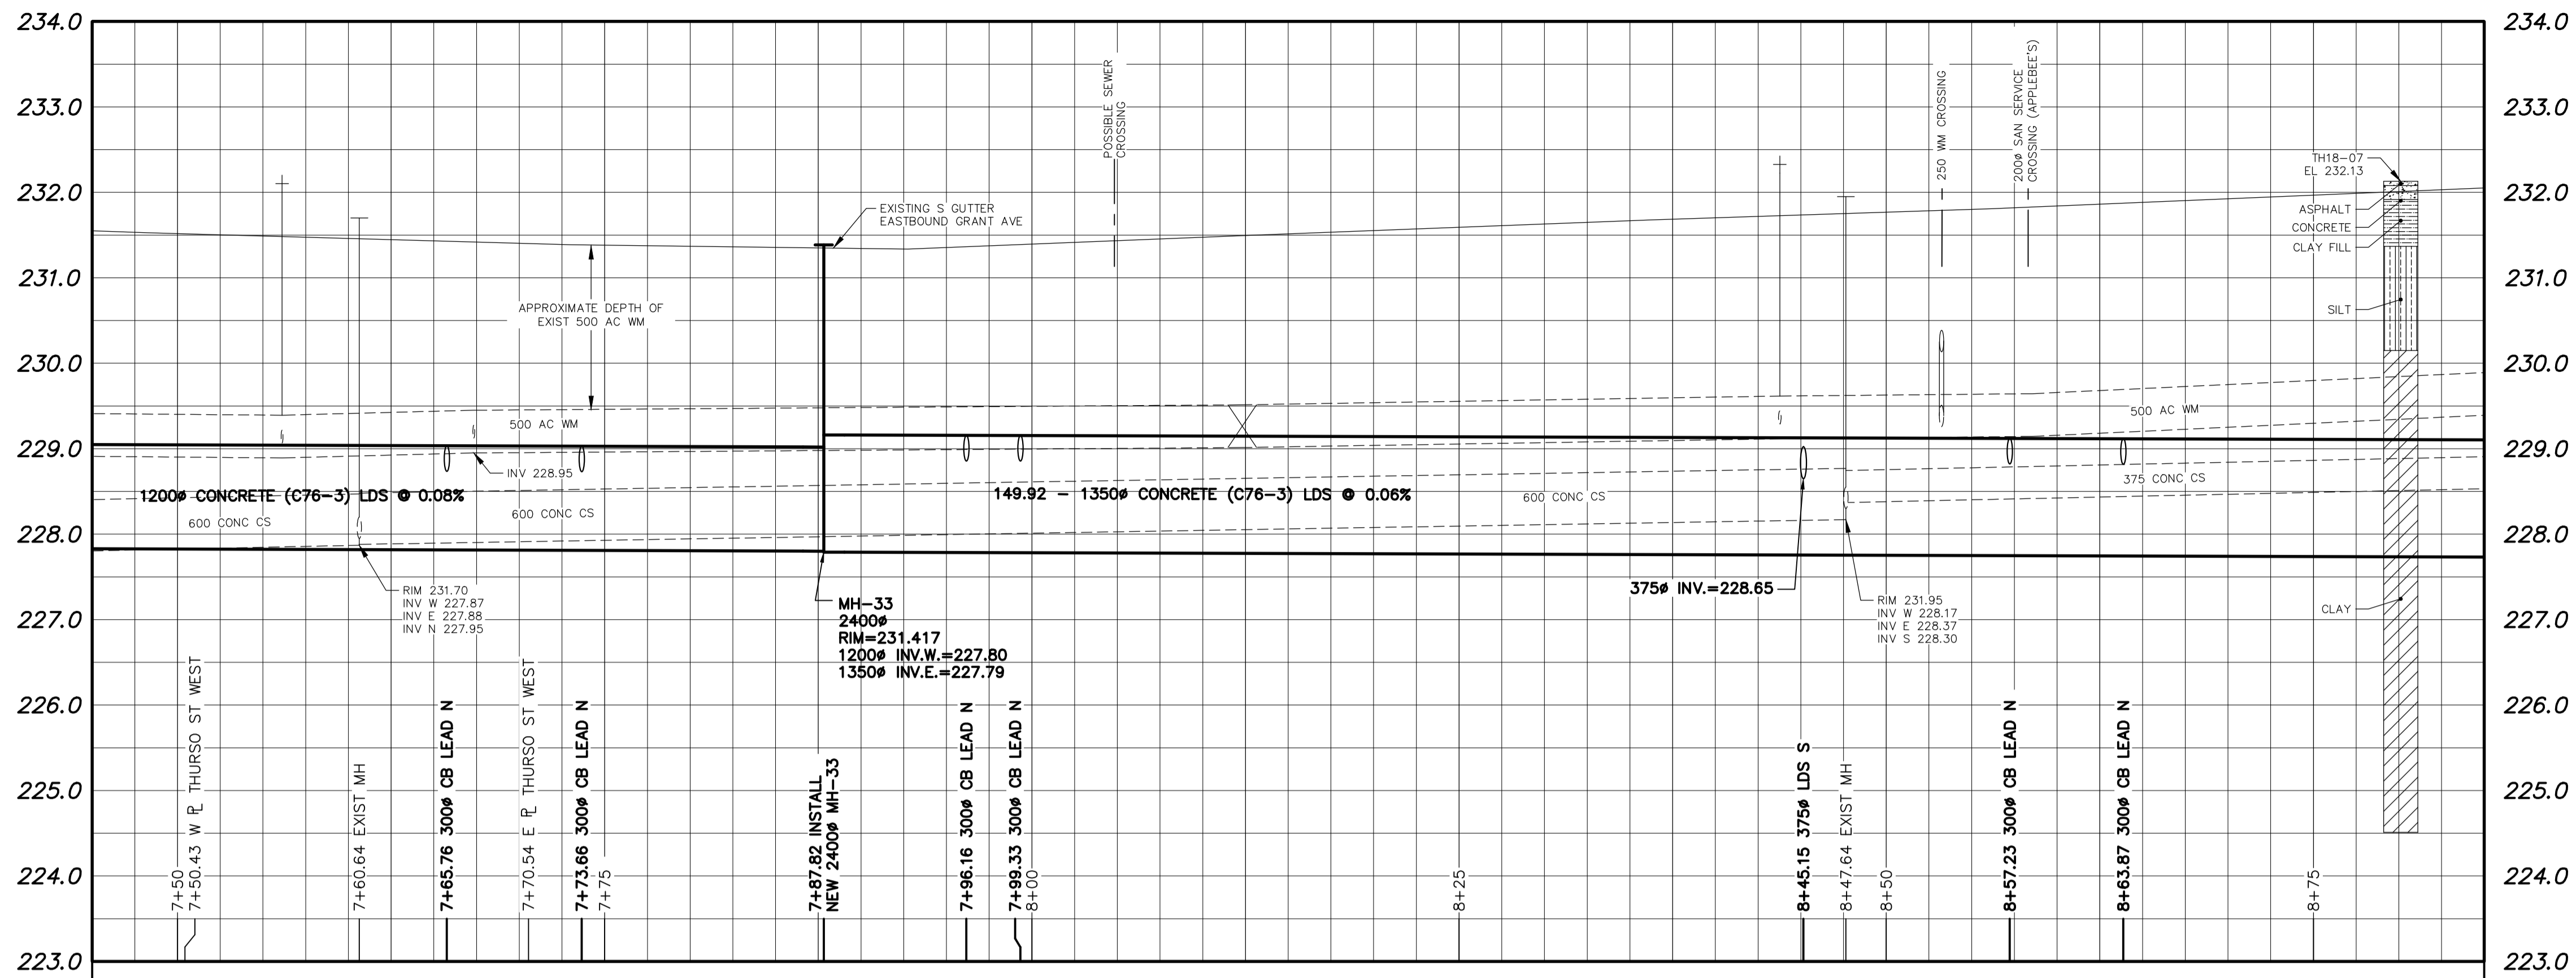 234.0
234.0
233.0
233.0
232.0
232.0
231.0
231.0
230.0
230.0
229.0
229.0
228.0
228.0
227.0
227.0
226.0
226.0
225.0
225.0
224.0
224.0
223.0
223.0
POSSIBLE SEWER
CROSSING
250 WM CROSSING
200ø SAN SERVICE
CROSSING (APPLEBEE'S)
TH18-07
EL 232.13
ASPHALT
CONCRETE
CLAY FILL
SILT
CLAY
EXISTING S GUTTER
EASTBOUND GRANT AVE
APPROXIMATE DEPTH OF
EXIST 500 AC WM
500 AC WM
500 AC WM
INV 228.95
1200ø CONCRETE (C76-3) LDS @ 0.08%
600 CONC CS
600 CONC CS
149.92 - 1350ø CONCRETE (C76-3) LDS @ 0.06%
600 CONC CS
375 CONC CS
RIM 231.70
INV W 227.87
INV E 227.88
INV N 227.95
MH-33
2400ø
RIM=231.417
1200ø INV.W.=227.80
1350ø INV.E.=227.79
375ø INV.=228.65
RIM 231.95
INV W 228.17
INV E 228.37
INV S 228.30
7+50
7+50.43 W PL THURSO ST WEST
7+60.64 EXIST MH
7+65.76 300ø CB LEAD N
7+70.54 E PL THURSO ST WEST
7+73.66 300ø CB LEAD N
7+75
7+87.82 INSTALL
NEW 2400ø MH-33
7+96.16 300ø CB LEAD N
7+99.33 300ø CB LEAD N
8+00
8+25
8+45.15 375ø LDS S
8+47.64 EXIST MH
8+50
8+57.23 300ø CB LEAD N
8+63.87 300ø CB LEAD N
8+75